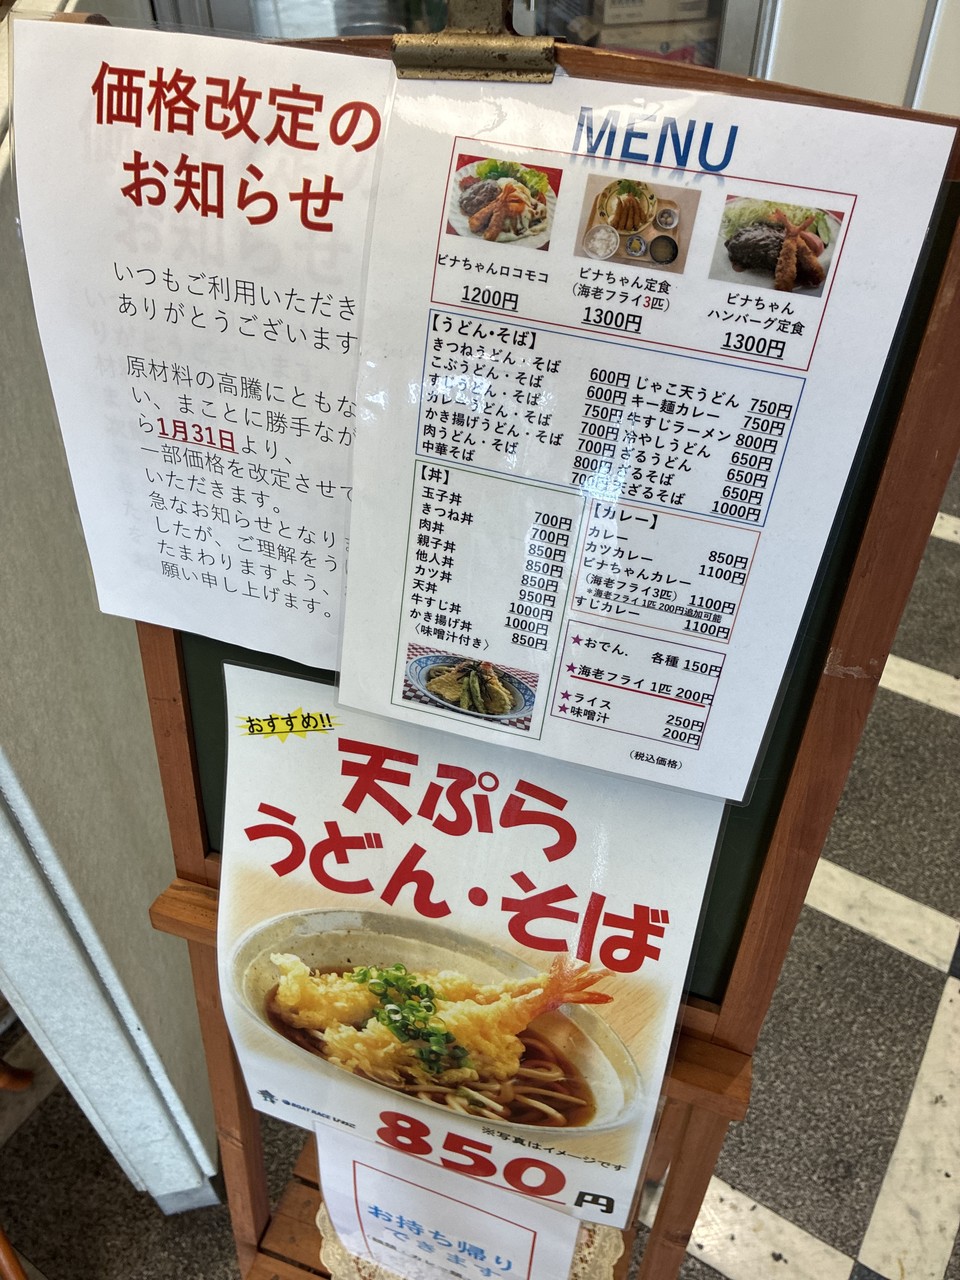 価格改定の
お知らせ
いつもご利用いただき
ありがとうございます
原材料の高騰にともな
い、まことに勝手なが
ら1月31日より、
一部価格を改定させて
いただきます。
急なお知らせとなり
したが、ご理解をう
たまわりますよう、
願い申し上げます。
MENU
ビナちゃんロコモコ
1200円
ビナちゃん定食
(海老フライ3匹)
1300円
ビナちゃん
ハンバーグ定食
1300円
【うどん・そば】
きつねうどん・そば 600円
こぶうどん・そば 600円
すじうどん・そば 750円
カレーうどん・そば 700円
かき揚げうどん・そば 700円
肉うどん・そば 800円
中華そば 700円
じゃこ天うどん 750円
キー麺カレー 750円
牛すじラーメン 800円
冷やしうどん 650円
ざるうどん 650円
ざるそば 650円
天ざるそば 1000円
【丼】
玉子丼 700円
きつね丼 700円
肉丼 850円
親子丼 850円
他人丼 850円
カツ丼 950円
天丼 1000円
牛すじ丼 1000円
かき揚げ丼 850円
〈味噌汁付き〉
【カレー】
カレー 850円
カツカレー 1100円
ビナちゃんカレー
(海老フライ3匹) 1100円
*海老フライ1匹 200円追加可能
すじカレー 1100円
★おでん. 各種 150円
★海老フライ 1匹 200円
★ライス 250円
★味噌汁 200円
(税込価格)
おすすめ!!
天ぷら
うどん・そば
BOAT RACE
※写真はイメージです
850円
お持ち帰り
できます